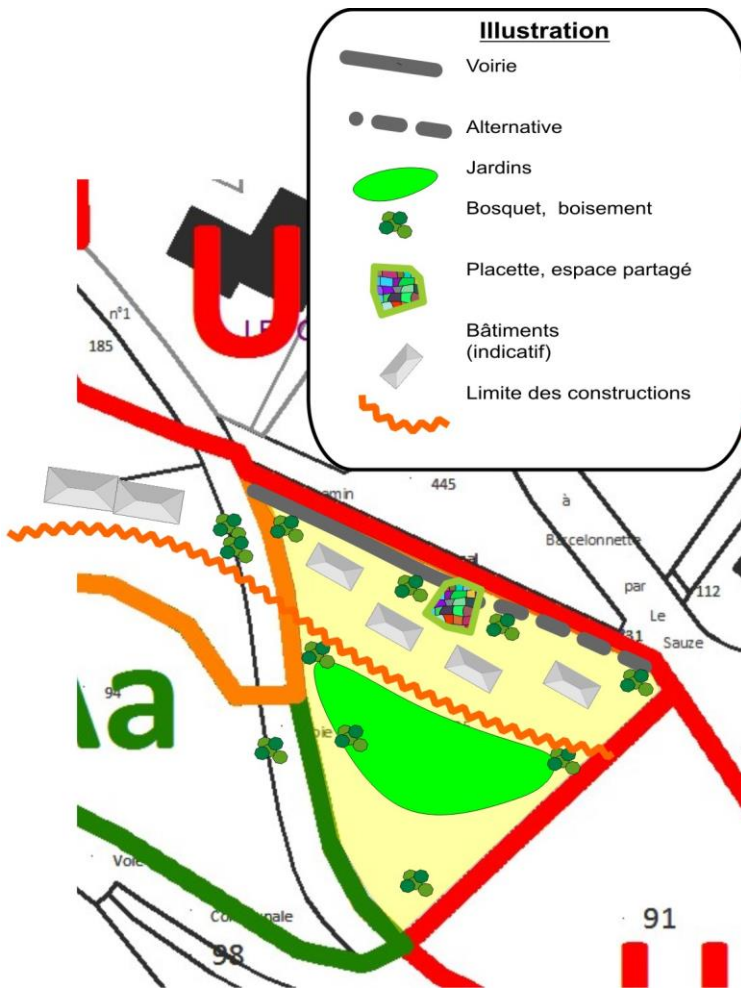 Illustration
Voirie
Alternative
Jardins
Bosquet, boisement
Placette, espace partagé
Bâtiments
(indicatif)
Limite des constructions
n°1
185
U
445
à
Barcelonnette
par
112
Le
Sauze
94
Aa
Voie
98
91
U